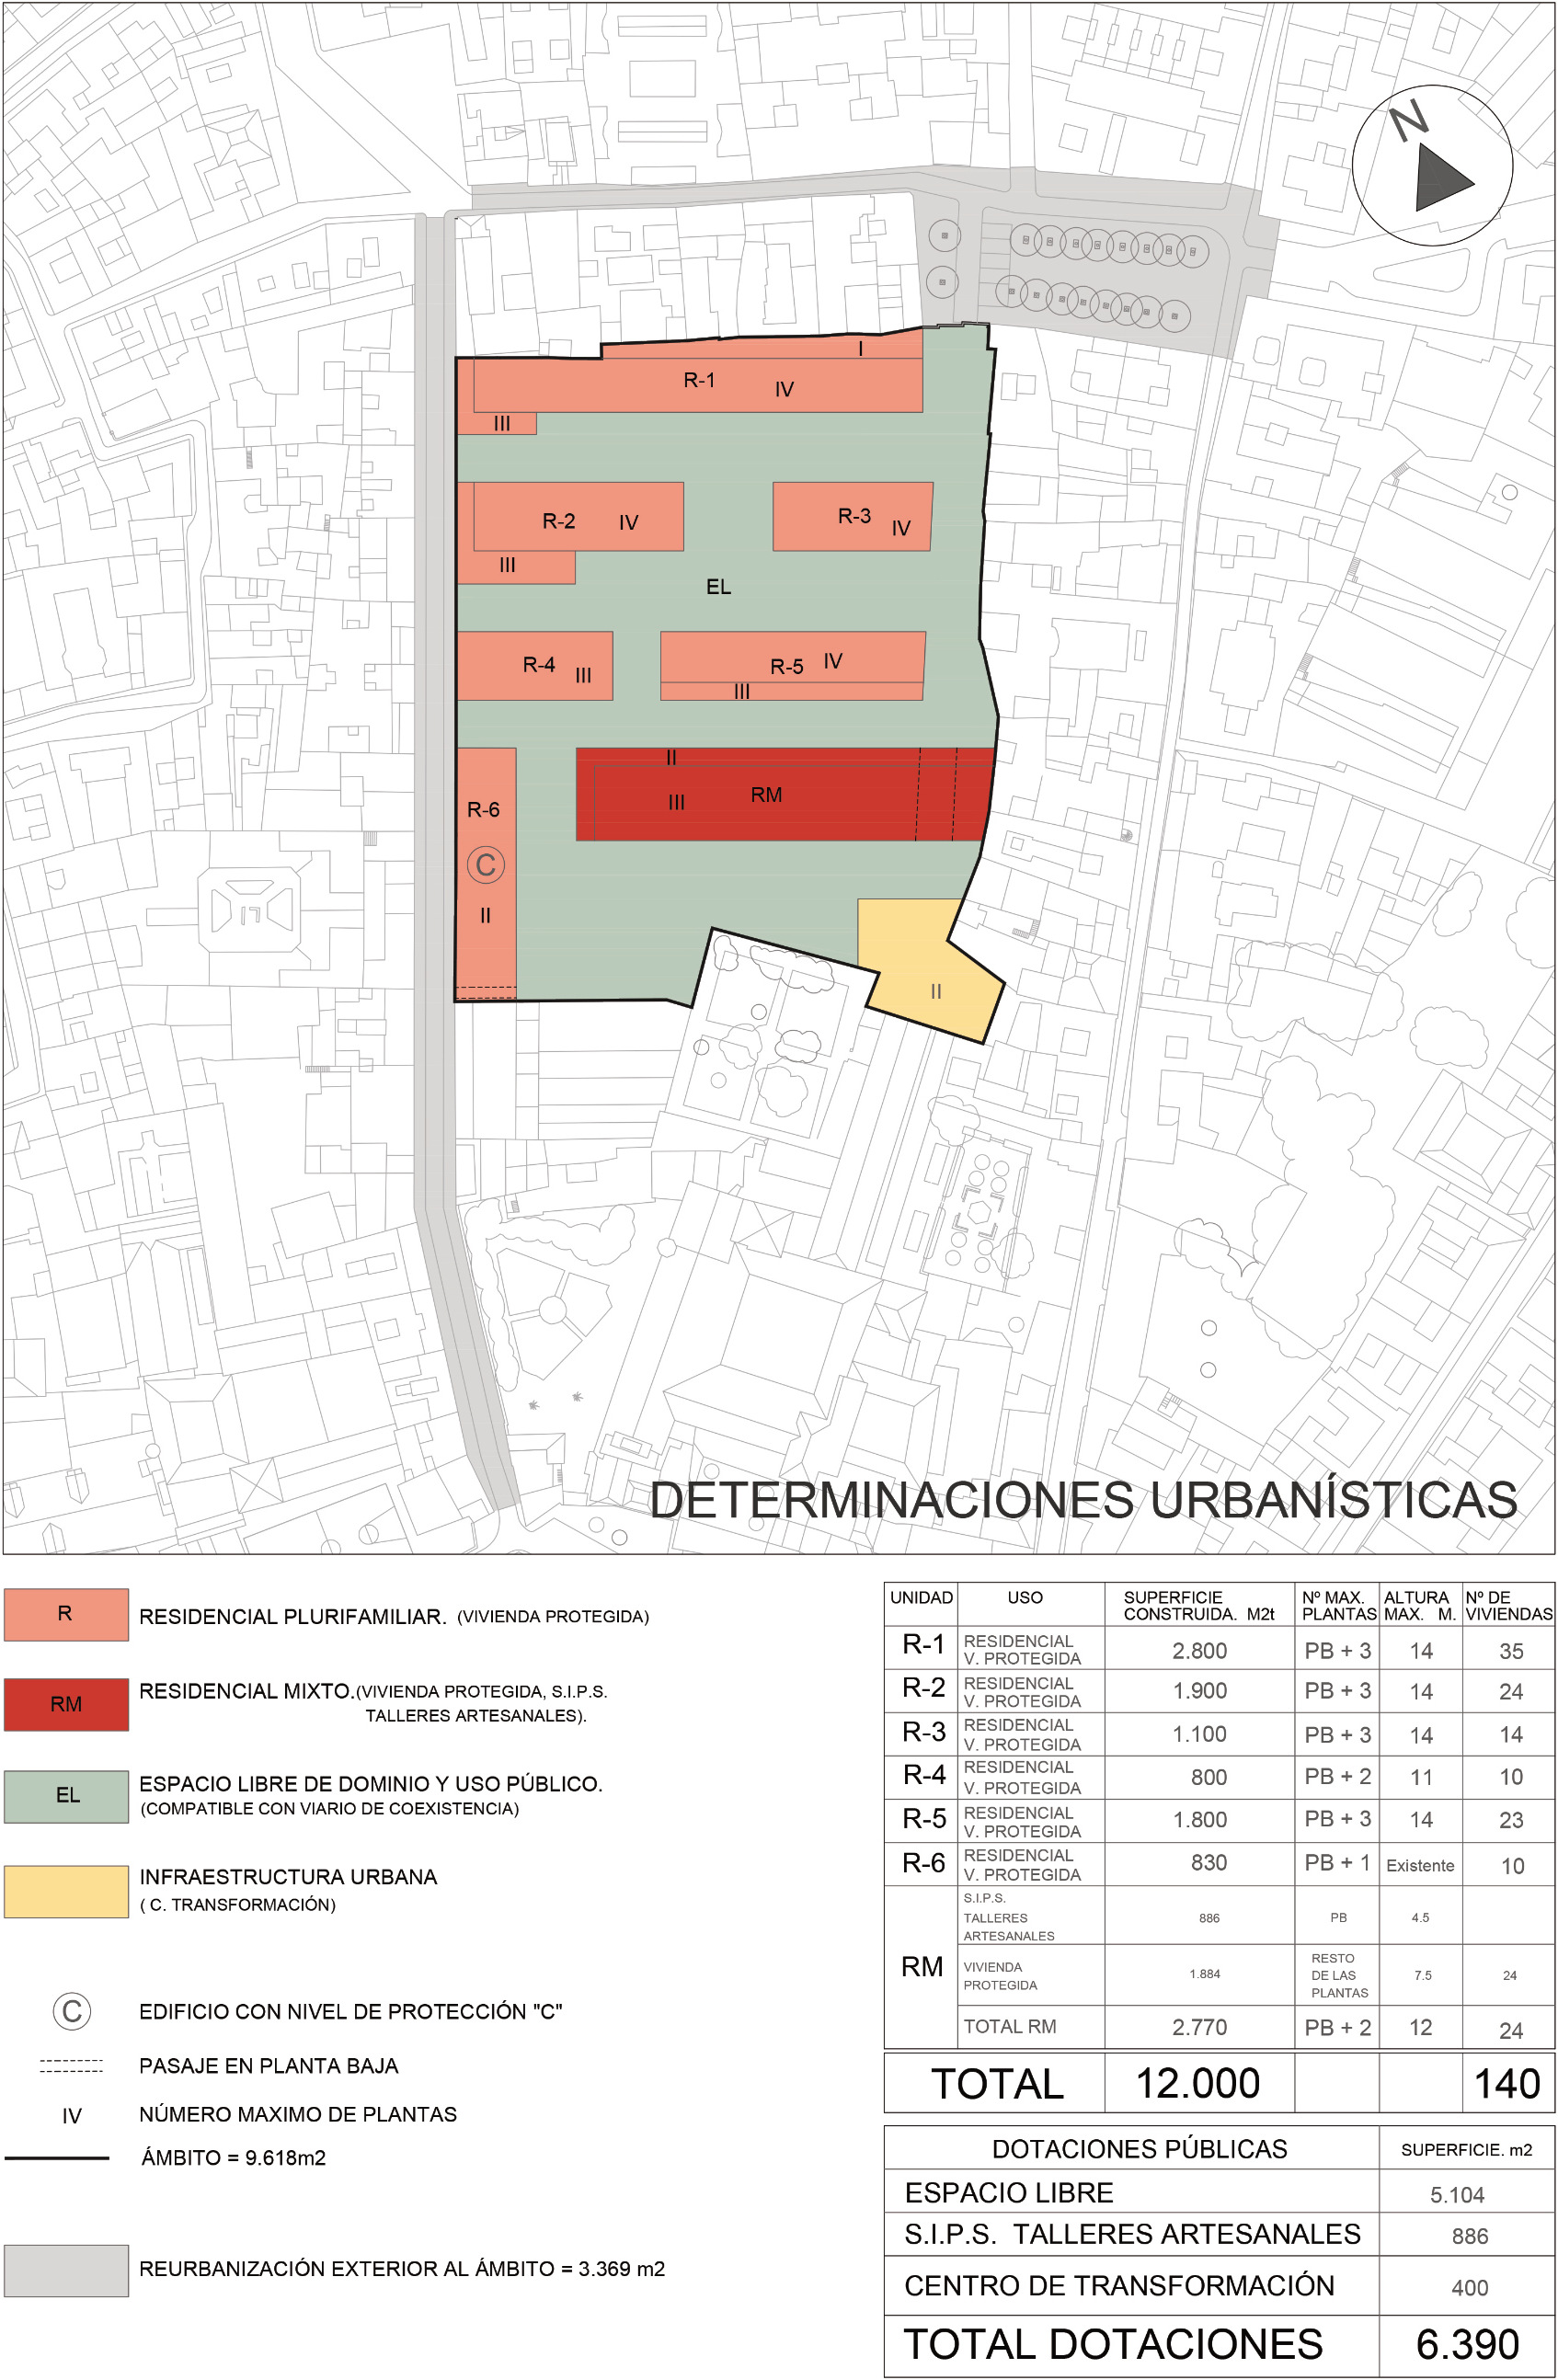 N
I
R-1 IV
III
R-2 IV
R-3 IV
III
EL
R-4 III
R-5 IV
III
II
RM
III
R-6
C
II
II
DETERMINACIONES URBANÍSTICAS
R RESIDENCIAL PLURIFAMILIAR. (VIVIENDA PROTEGIDA)
RM RESIDENCIAL MIXTO.(VIVIENDA PROTEGIDA, S.I.P.S.
TALLERES ARTESANALES).
EL ESPACIO LIBRE DE DOMINIO Y USO PÚBLICO.
(COMPATIBLE CON VIARIO DE COEXISTENCIA)
INFRAESTRUCTURA URBANA
( C. TRANSFORMACIÓN)
C EDIFICIO CON NIVEL DE PROTECCIÓN "C"
PASAJE EN PLANTA BAJA
IV NÚMERO MAXIMO DE PLANTAS
ÁMBITO = 9.618m2
REURBANIZACIÓN EXTERIOR AL ÁMBITO = 3.369 m2
UNIDAD USO SUPERFICIE Nº MAX. ALTURA Nº DE
CONSTRUIDA. M2t PLANTAS MAX. M. VIVIENDAS
R-1 RESIDENCIAL
V. PROTEGIDA 2.800 PB + 3 14 35
R-2 RESIDENCIAL
V. PROTEGIDA 1.900 PB + 3 14 24
R-3 RESIDENCIAL
V. PROTEGIDA 1.100 PB + 3 14 14
R-4 RESIDENCIAL
V. PROTEGIDA 800 PB + 2 11 10
R-5 RESIDENCIAL
V. PROTEGIDA 1.800 PB + 3 14 23
R-6 RESIDENCIAL
V. PROTEGIDA 830 PB + 1 Existente 10
RM
S.I.P.S.
TALLERES 886 PB 4.5
ARTESANALES
VIVIENDA
PROTEGIDA 1.884
RESTO
DE LAS
PLANTAS
7.5 24
TOTAL RM 2.770 PB + 2 12 24
TOTAL 12.000 140
DOTACIONES PÚBLICAS SUPERFICIE. m2
ESPACIO LIBRE 5.104
S.I.P.S. TALLERES ARTESANALES 886
CENTRO DE TRANSFORMACIÓN 400
TOTAL DOTACIONES 6.390